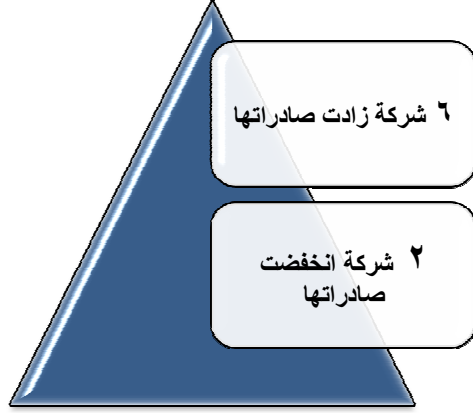 ٦ شركة زادت صادراتها
٢ شركة انخفضت
صادراتها